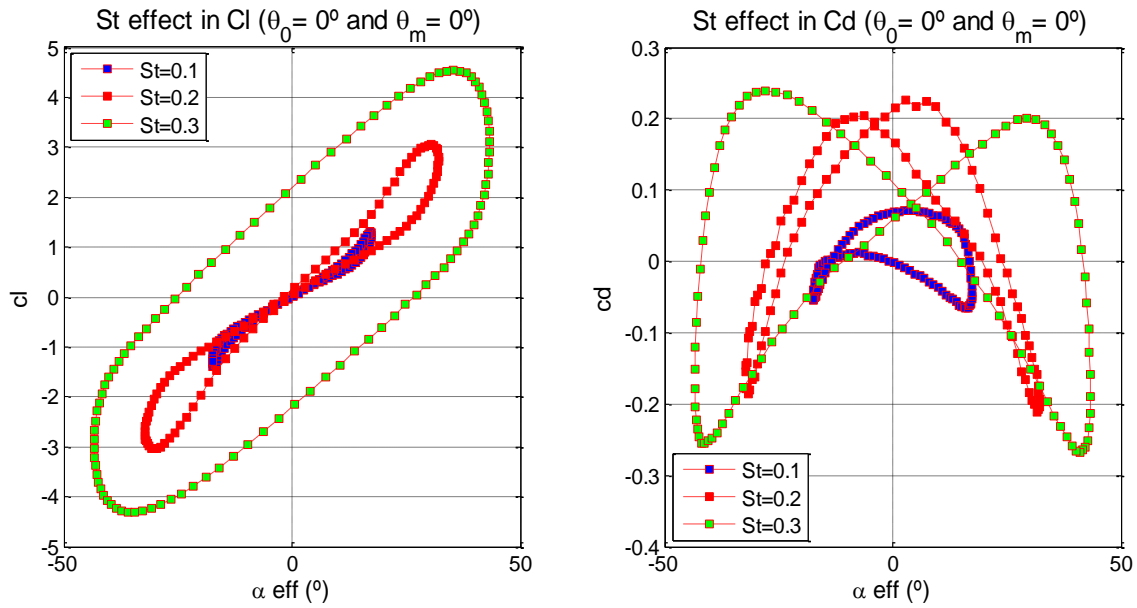 St effect in Cl (θ0= 0º and θm= 0º)
5
4
3
2
1
0
-1
-2
-3
-4
-5
cl
St=0.1
St=0.2
St=0.3
-50
0
50
α eff (º)
St effect in Cd (θ0= 0º and θm= 0º)
0.3
0.2
0.1
0
-0.1
-0.2
-0.3
-0.4
cd
St=0.1
St=0.2
St=0.3
-50
0
50
α eff (º)